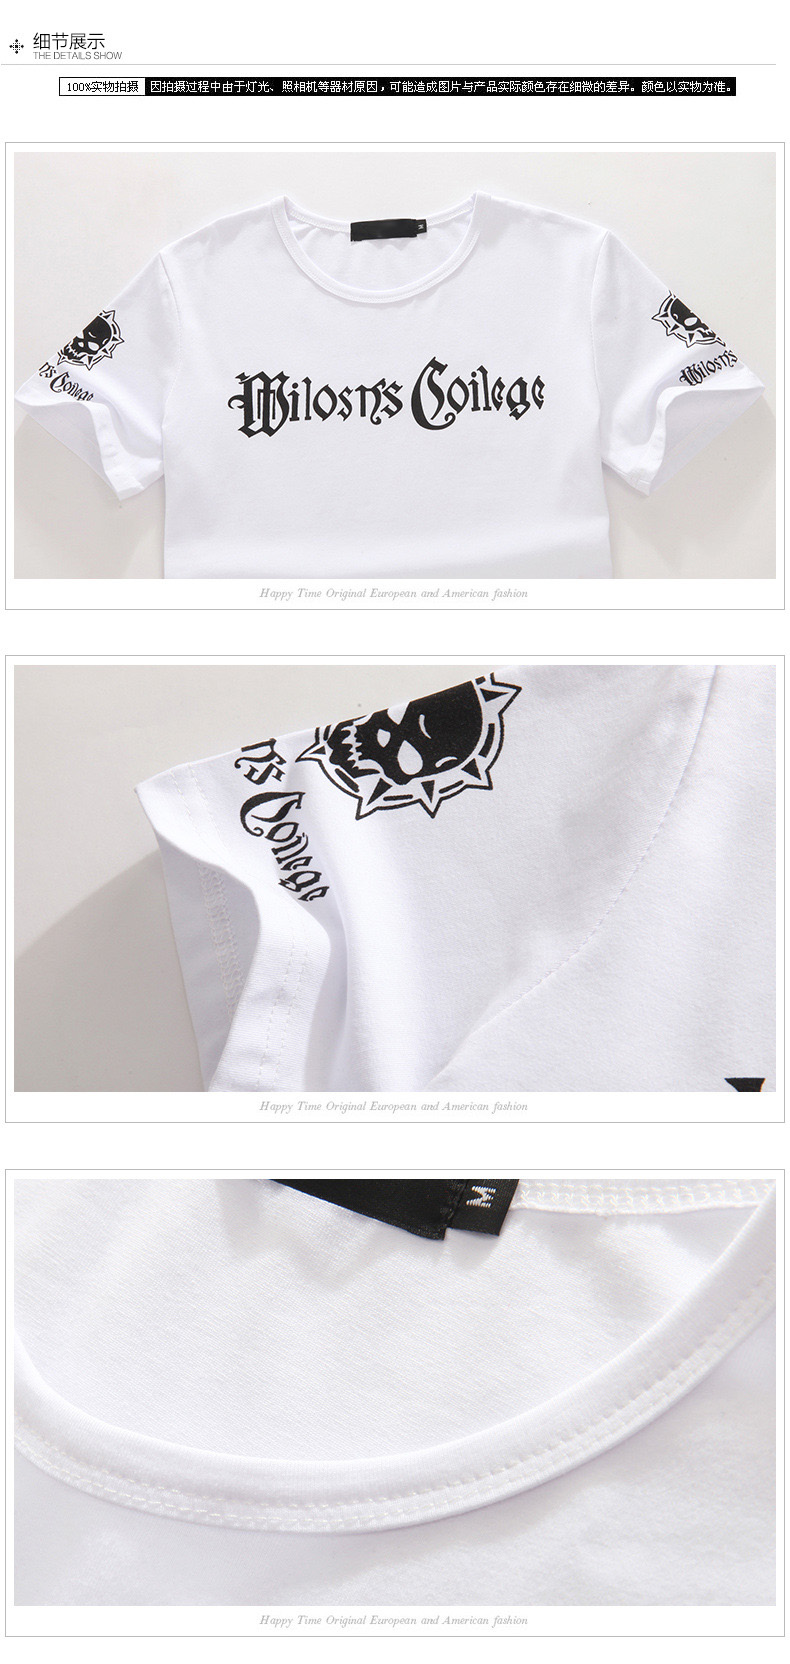 细节展示
THE DETAILS SHOW
100%实物拍摄 因拍摄过程中由于灯光、照相机等器材原因，可能造成图片与产品实际颜色存在细微的差异。颜色以实物为准。
M
Milosn's Coilege
n's Coilege
Milosn's
Happy Time Original European and American fashion
n's Coilege
Happy Time Original European and American fashion
M
Happy Time Original European and American fashion